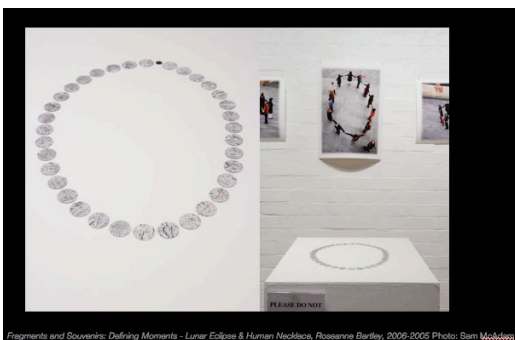 PLEASE DO NOT
Fragments and Souvenirs: Defining Moments - Lunar Eclipse & Human Necklace, Roseanne Bartley, 2006-2005 Photo: Sam McAdam